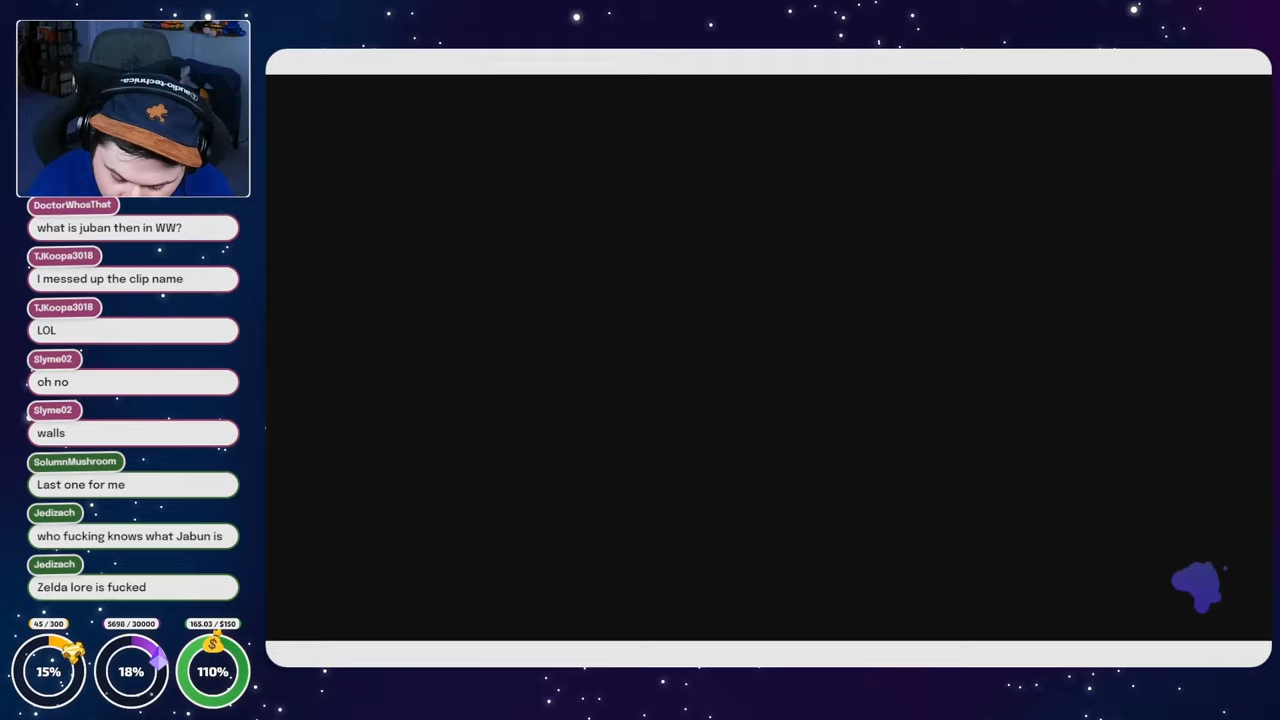 audio-technica
DoctorWhosThat
what is juban then in WW?
TJKoopa3018
I messed up the clip name
TJKoopa3018
LOL
Slyme02
oh no
Slyme02
walls
SolumnMushroom
Last one for me
Jedizach
who fucking knows what Jabun is
Jedizach
Zelda lore is fucked
45 / 300
5698 / 30000
165.03 / $150
15%
18%
110%